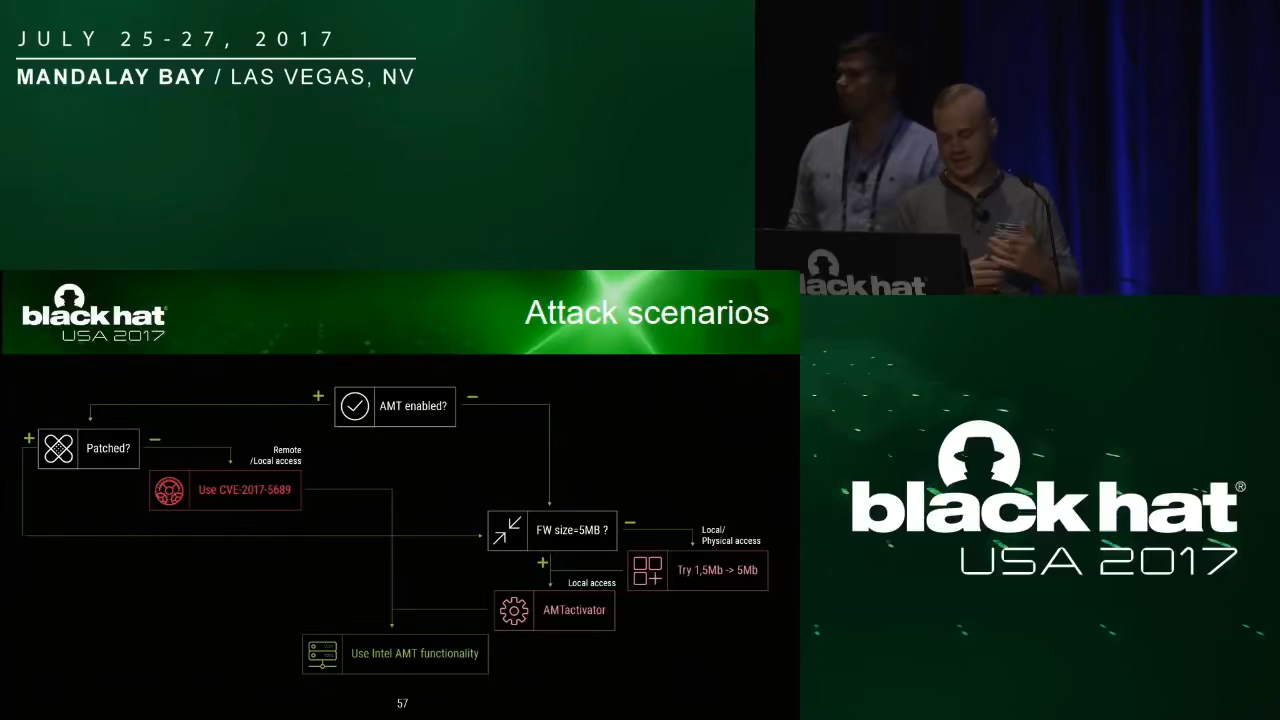 JULY 25-27, 2017
MANDALAY BAY / LAS VEGAS, NV
black hat
black hat
USA 2017
Attack scenarios
+
AMT enabled?
−
+
Patched?
−
Remote
/Local access
Use CVE-2017-5689
FW size=5MB ?
−
Local/
Physical access
+
Try 1,5Mb -> 5Mb
Local access
AMTactivator
Use Intel AMT functionality
57
black hat®
USA 2017